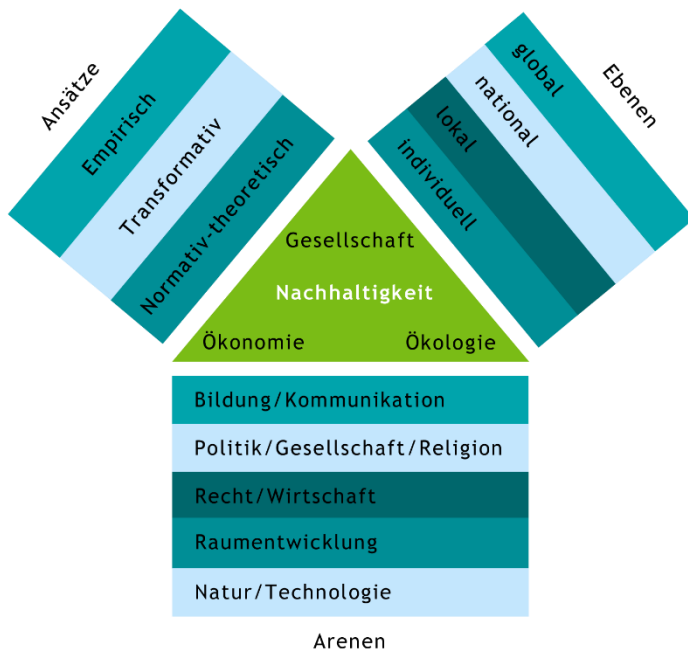 Ansätze
Empirisch
Transformativ
Normativ-theoretisch
Ebenen
global
national
lokal
individuell
Gesellschaft
Nachhaltigkeit
Ökonomie
Ökologie
Bildung/Kommunikation
Politik/Gesellschaft/Religion
Recht/Wirtschaft
Raumentwicklung
Natur/Technologie
Arenen